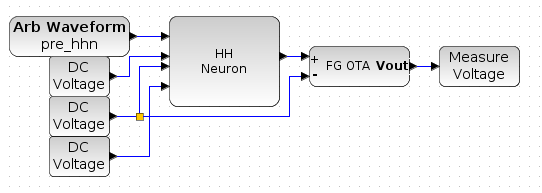 Arb Waveform
pre_hhn
DC
Voltage
DC
Voltage
DC
Voltage
HH
Neuron
+
-
FG OTA Vout
Measure
Voltage